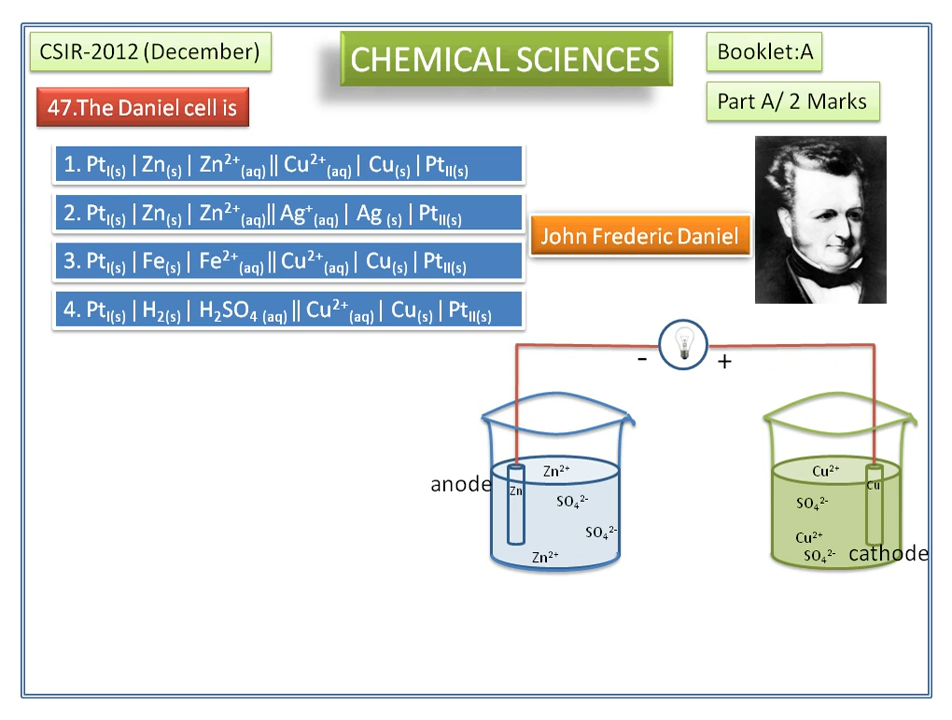 CSIR-2012 (December)
CHEMICAL SCIENCES
Booklet:A
47.The Daniel cell is
Part A/ 2 Marks
1. Pt_I(s) | Zn_(s) | Zn²⁺_(aq) || Cu²⁺_(aq) | Cu_(s) | Pt_II(s)
2. Pt_I(s) | Zn_(s) | Zn²⁺_(aq) || Ag⁺_(aq) | Ag_(s) | Pt_II(s)
3. Pt_I(s) | Fe_(s) | Fe²⁺_(aq) || Cu²⁺_(aq) | Cu_(s) | Pt_II(s)
4. Pt_I(s) | H₂_(s) | H₂SO₄_(aq) || Cu²⁺_(aq) | Cu_(s) | Pt_II(s)
John Frederic Daniel
- +
anode
Zn
Zn²⁺
SO₄²⁻
SO₄²⁻
Zn²⁺
Cu²⁺
Cu
SO₄²⁻
Cu²⁺
SO₄²⁻
cathode